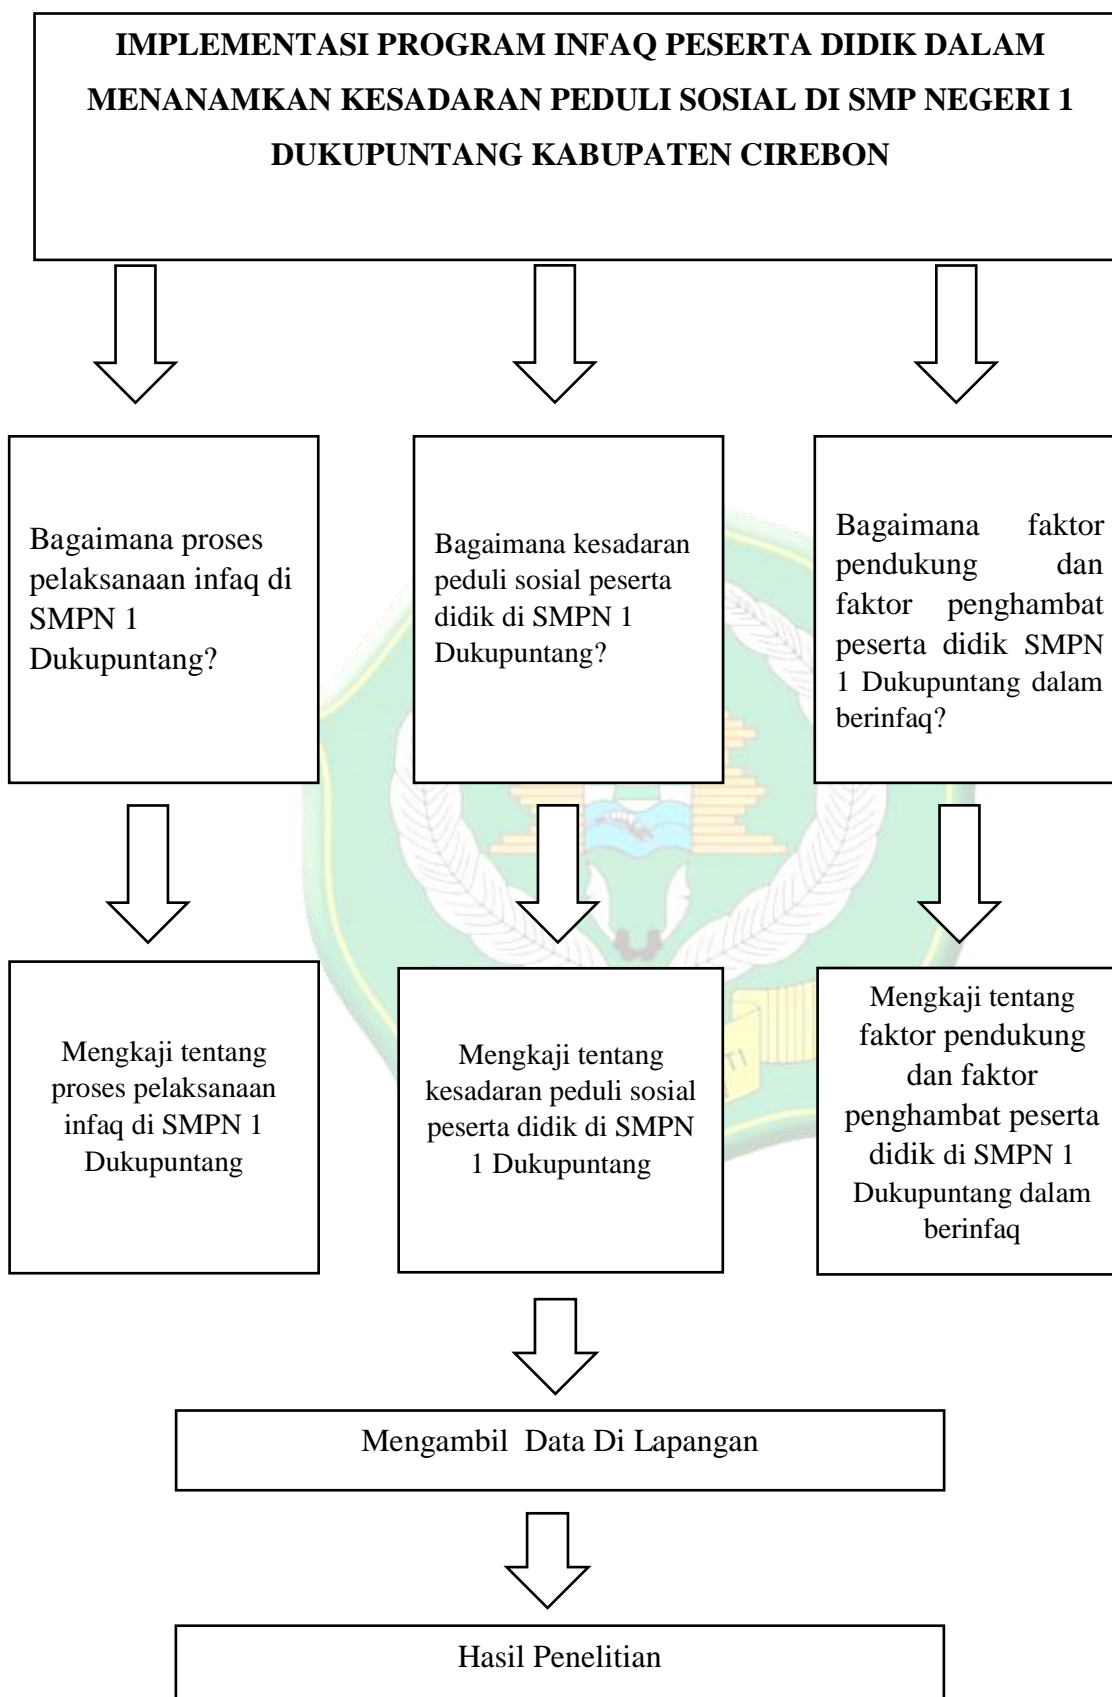 IMPLEMENTASI PROGRAM INFAQ PESERTA DIDIK DALAM
MENANAMKAN KESADARAN PEDULI SOSIAL DI SMP NEGERI 1
DUKUPUNTANG KABUPATEN CIREBON
Bagaimana proses
pelaksanaan infaq di
SMPN 1
Dukupuntang?
Bagaimana kesadaran
peduli sosial peserta
didik di SMPN 1
Dukupuntang?
Bagaimana faktor
pendukung dan
faktor penghambat
peserta didik SMPN
1 Dukupuntang dalam
berinfaq?
Mengkaji tentang
proses pelaksanaan
infaq di SMPN 1
Dukupuntang
Mengkaji tentang
kesadaran peduli sosial
peserta didik di SMPN
1 Dukupuntang
Mengkaji tentang
faktor pendukung
dan faktor
penghambat peserta
didik di SMPN 1
Dukupuntang dalam
berinfaq
Mengambil  Data Di Lapangan
Hasil Penelitian